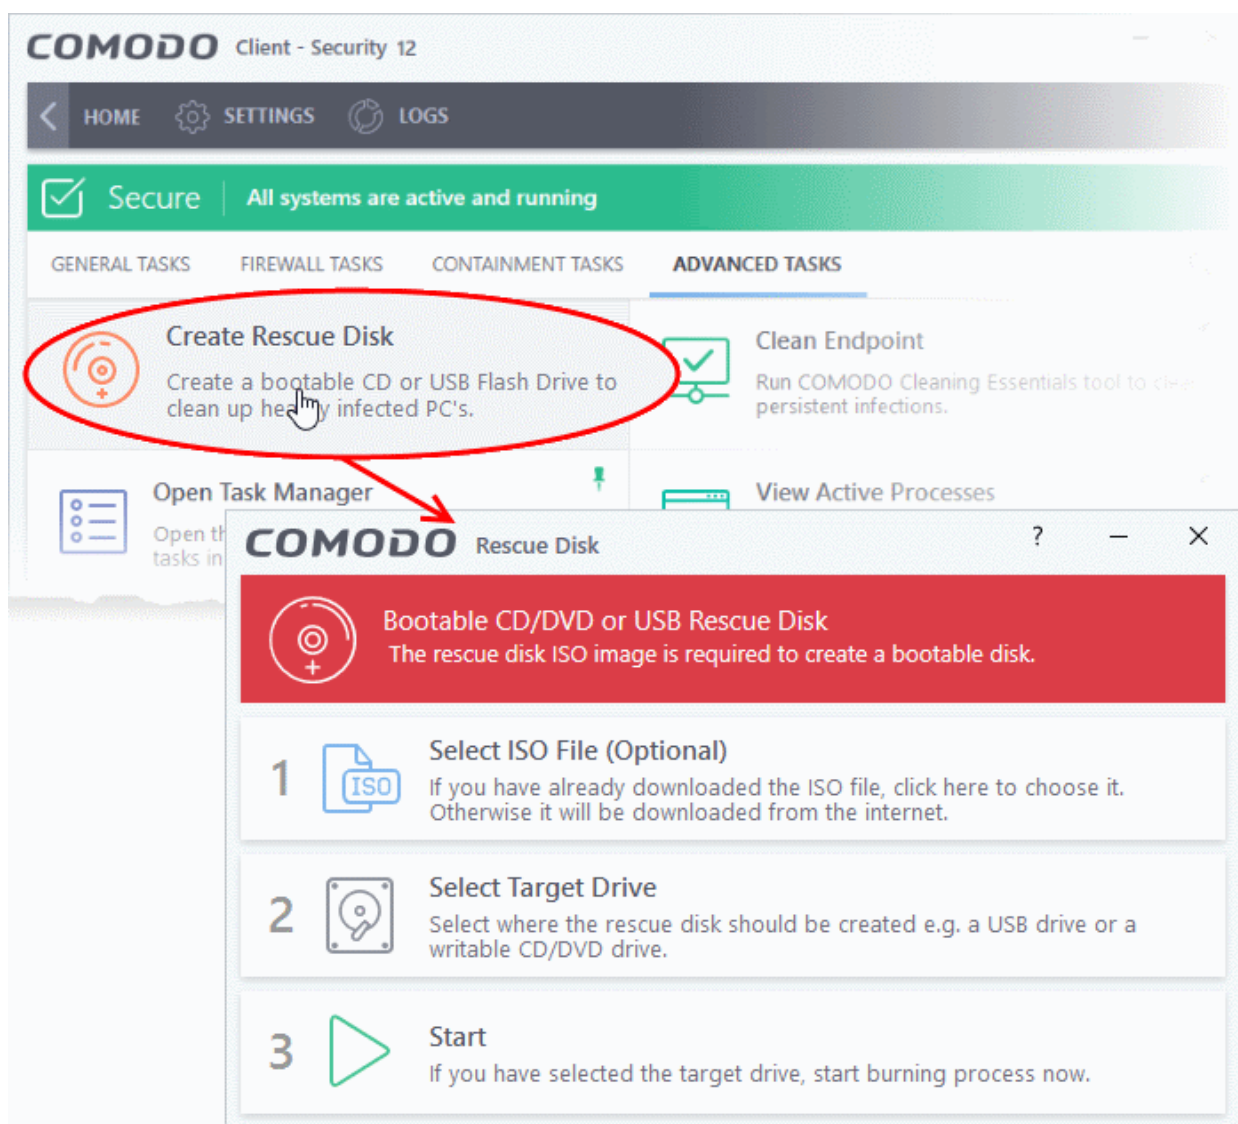 COMODO Client - Security 12
HOME SETTINGS LOGS
Secure All systems are active and running
GENERAL TASKS FIREWALL TASKS CONTAINMENT TASKS ADVANCED TASKS
Create Rescue Disk
Create a bootable CD or USB Flash Drive to
clean up heavily infected PC's.
Clean Endpoint
Run COMODO Cleaning Essentials tool to
persistent infections.
Open Task Manager
Open
tasks in
View Active Processes
COMODO Rescue Disk ?
Bootable CD/DVD or USB Rescue Disk
The rescue disk ISO image is required to create a bootable disk.
1 ISO Select ISO File (Optional)
If you have already downloaded the ISO file, click here to choose it.
Otherwise it will be downloaded from the internet.
2 Select Target Drive
Select where the rescue disk should be created e.g. a USB drive or a
writable CD/DVD drive.
3 Start
If you have selected the target drive, start burning process now.